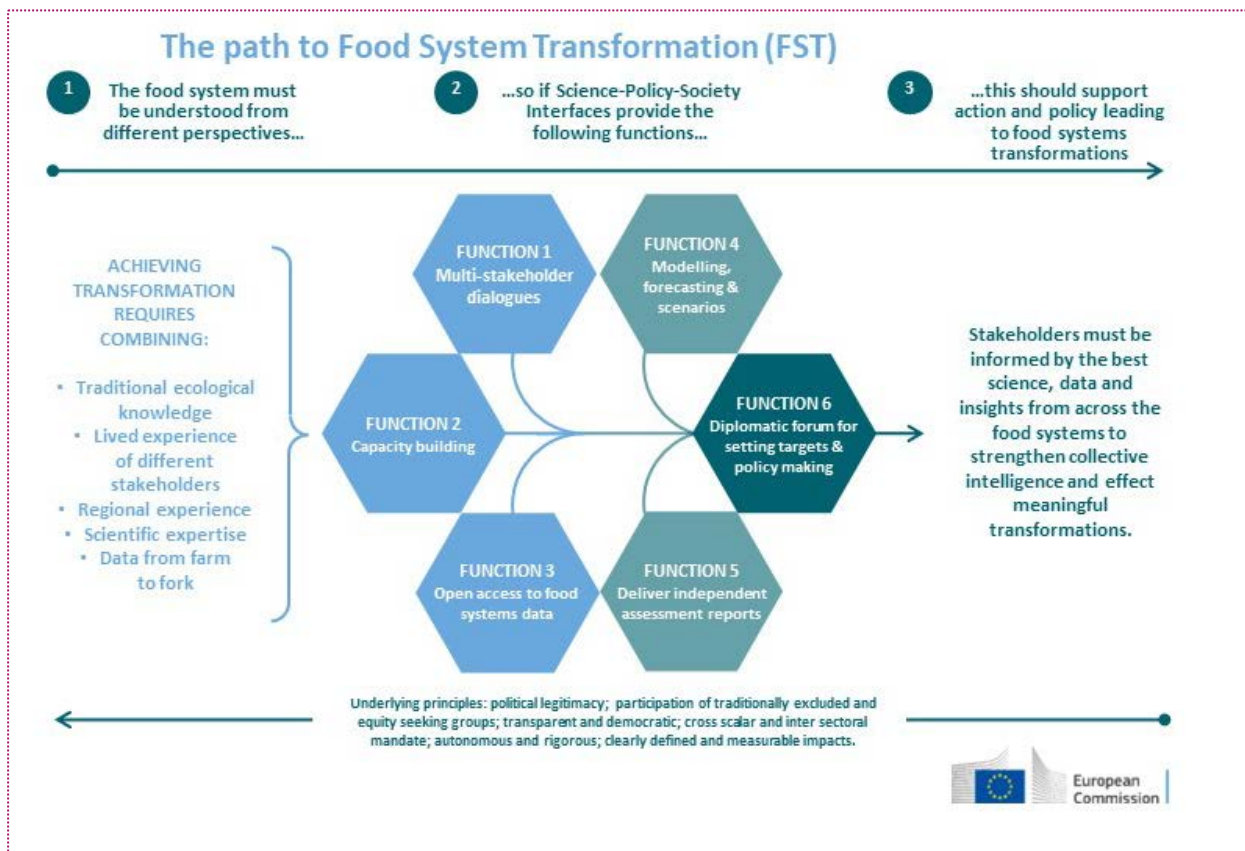 The path to Food System Transformation (FST)
1
The food system must
be understood from
different perspectives...
2
...so if Science-Policy-Society
Interfaces provide the
following functions...
3
...this should support
action and policy leading
to food systems
transformations
ACHIEVING
TRANSFORMATION
REQUIRES
COMBINING:
• Traditional ecological
knowledge
• Lived experience
of different
stakeholders
• Regional experience
• Scientific expertise
• Data from farm
to fork
FUNCTION 1
Multi-stakeholder
dialogues
FUNCTION 2
Capacity building
FUNCTION 3
Open access to food
systems data
FUNCTION 4
Modelling,
forecasting &
scenarios
FUNCTION 5
Deliver independent
assessment reports
FUNCTION 6
Diplomatic forum for
setting targets &
policy making
Stakeholders must be
informed by the best
science, data and
insights from across the
food systems to
strengthen collective
intelligence and effect
meaningful
transformations.
Underlying principles: political legitimacy; participation of traditionally excluded and
equity seeking groups; transparent and democratic; cross scalar and inter sectoral
mandate; autonomous and rigorous; clearly defined and measurable impacts.
European
Commission